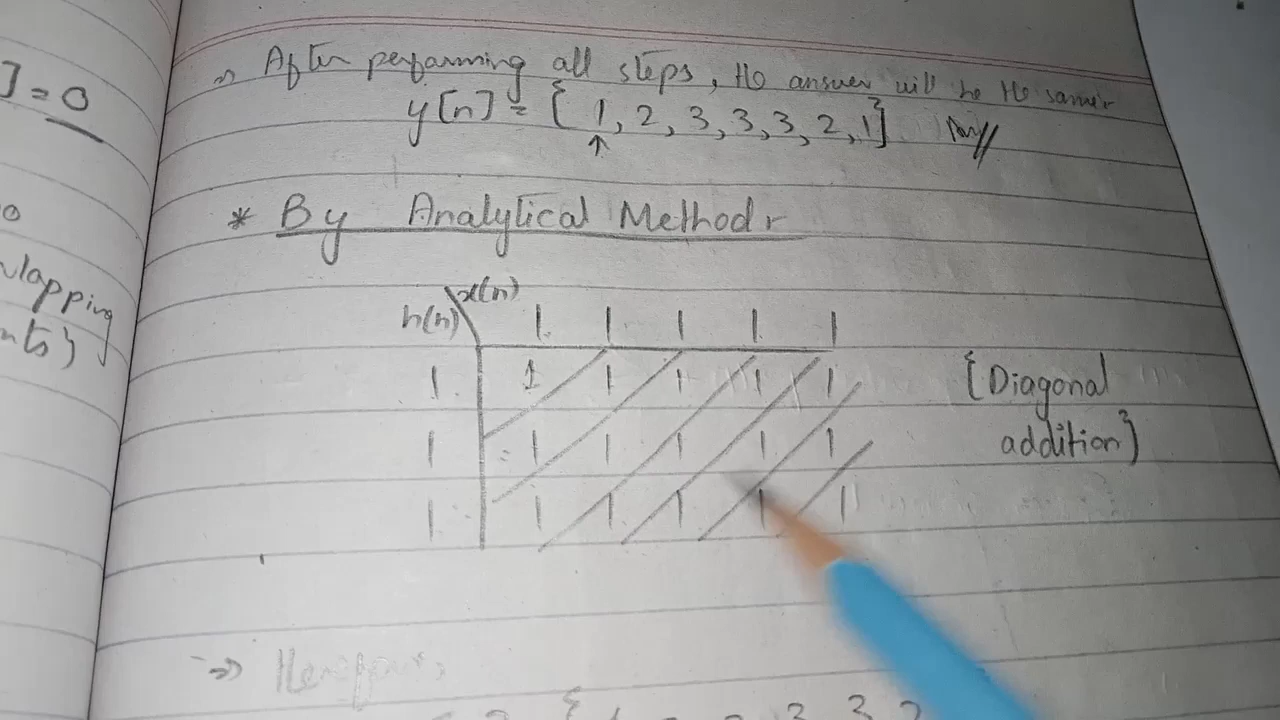 ] = 0
⇒ After performing all steps, the answer will be the same:-
y[n] = { 1, 2, 3, 3, 3, 2, 1}
↑
* By Analytical Method:-
x(n)
h(n) 1 1 1 1 1
1 1 1 1 1 1
1 1 1 1 1 1
1 1 1 1 1 1
{Diagonal
addition}